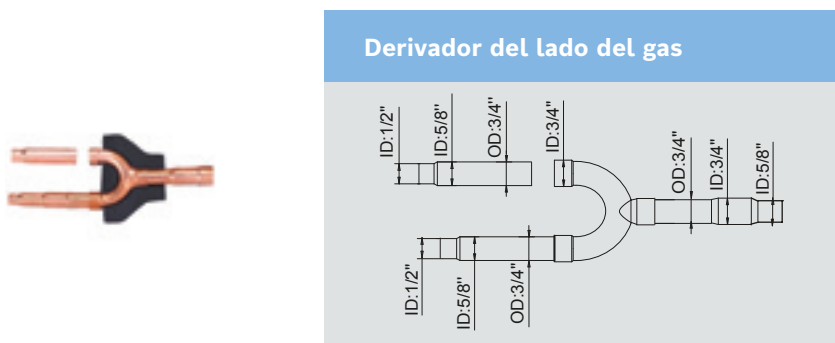 Derivador del lado del gas
ID:1/2"
ID:5/8"
OD:3/4"
ID:3/4"
OD:3/4"
ID:3/4"
ID:5/8"
ID:1/2"
ID:5/8"
OD:3/4"